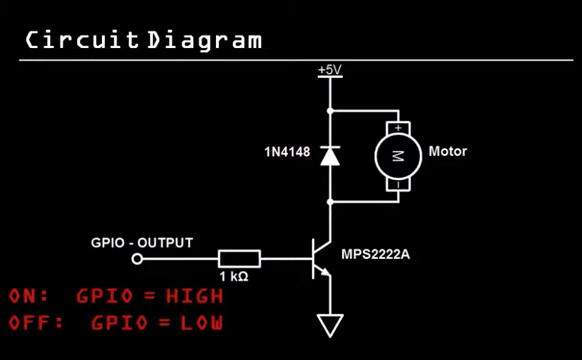 Circuit Diagram
+5V
1N4148
+
M
-
Motor
GPIO - OUTPUT
1 kΩ
MPS2222A
ON: GPIO = HIGH
OFF: GPIO = LOW